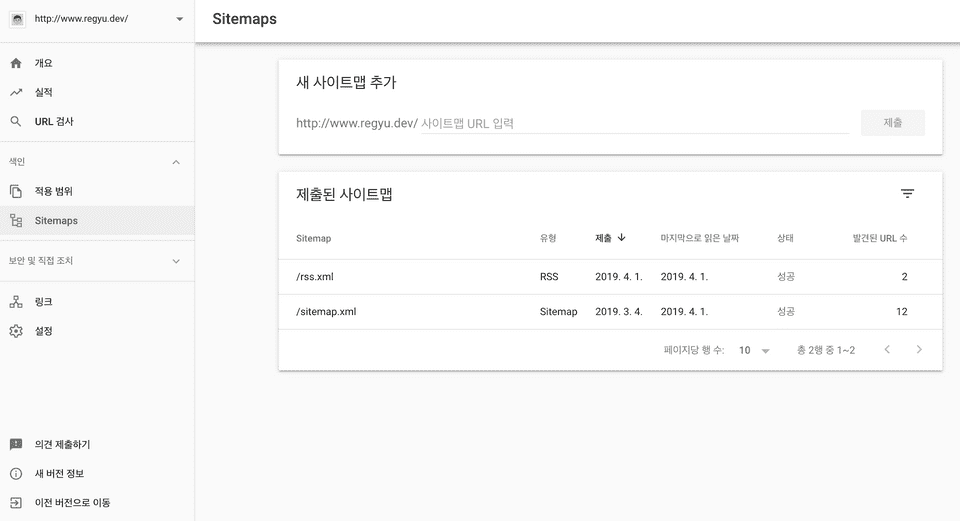 http://www.regyu.dev/
Sitemaps
개요
실적
URL 검사
색인
적용 범위
Sitemaps
보안 및 직접 조치
링크
설정
의견 제출하기
새 버전 정보
이전 버전으로 이동
새 사이트맵 추가
http://www.regyu.dev/ 사이트맵 URL 입력 제출
제출된 사이트맵
Sitemap 유형 제출 마지막으로 읽은 날짜 상태 발견된 URL 수
/rss.xml RSS 2019. 4. 1. 2019. 4. 1. 성공 2
/sitemap.xml Sitemap 2019. 3. 4. 2019. 4. 1. 성공 12
페이지당 행 수: 10 총 2행 중 1~2